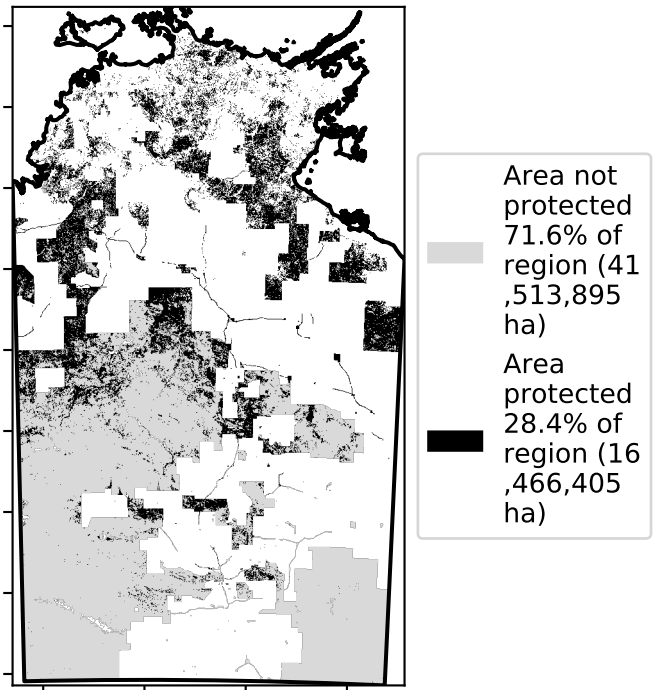 Area not
protected
71.6% of
region (41
,513,895
ha)
Area
protected
28.4% of
region (16
,466,405
ha)